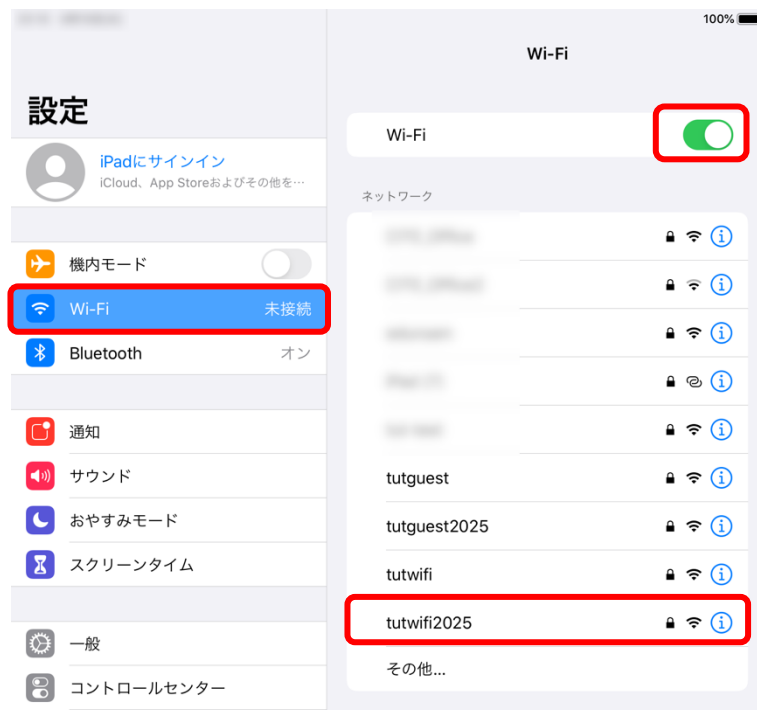 100%
設定
iPadにサインイン
iCloud、App Storeおよびその他を…
機内モード
Wi-Fi 未接続
Bluetooth オン
通知
サウンド
おやすみモード
スクリーンタイム
一般
コントロールセンター
Wi-Fi
Wi-Fi
ネットワーク
tutguest
tutguest2025
tutwifi
tutwifi2025
その他...